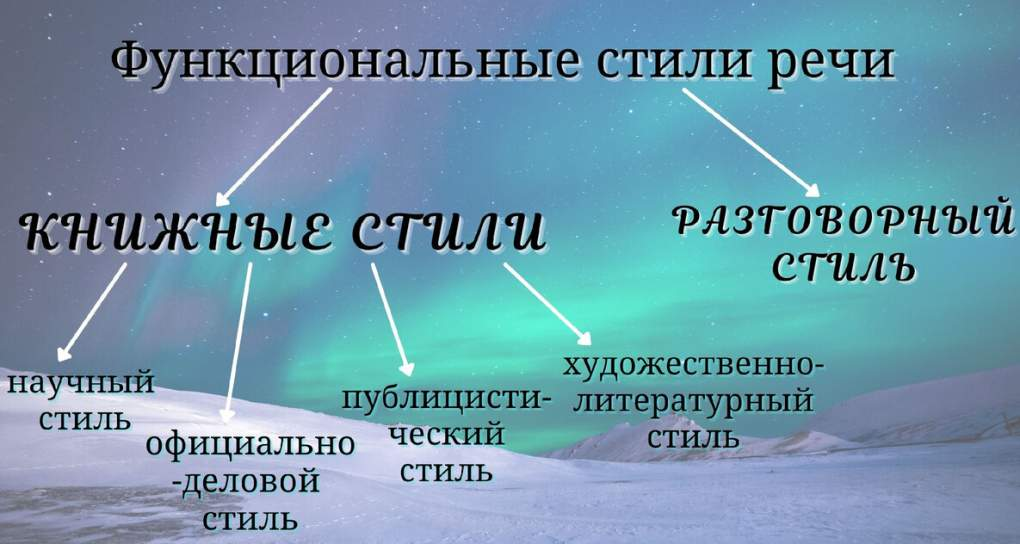 Функциональные стили речи
КНИЖНЫЕ СТИЛИ
РАЗГОВОРНЫЙ
СТИЛЬ
научный
стиль
официально
-деловой
стиль
публицисти-
ческий
стиль
художественно-
литературный
стиль